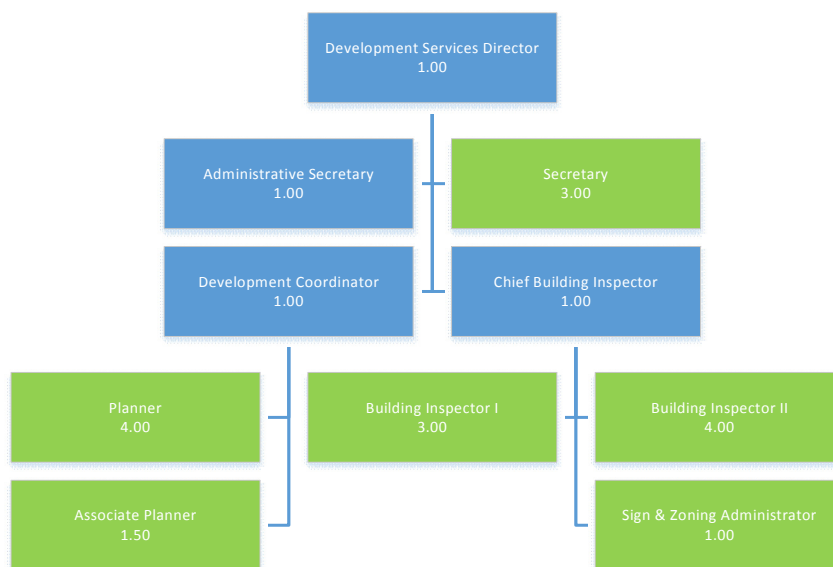 Development Services Director
1.00
Administrative Secretary
1.00
Secretary
3.00
Development Coordinator
1.00
Chief Building Inspector
1.00
Planner
4.00
Building Inspector I
3.00
Building Inspector II
4.00
Associate Planner
1.50
Sign & Zoning Administrator
1.00